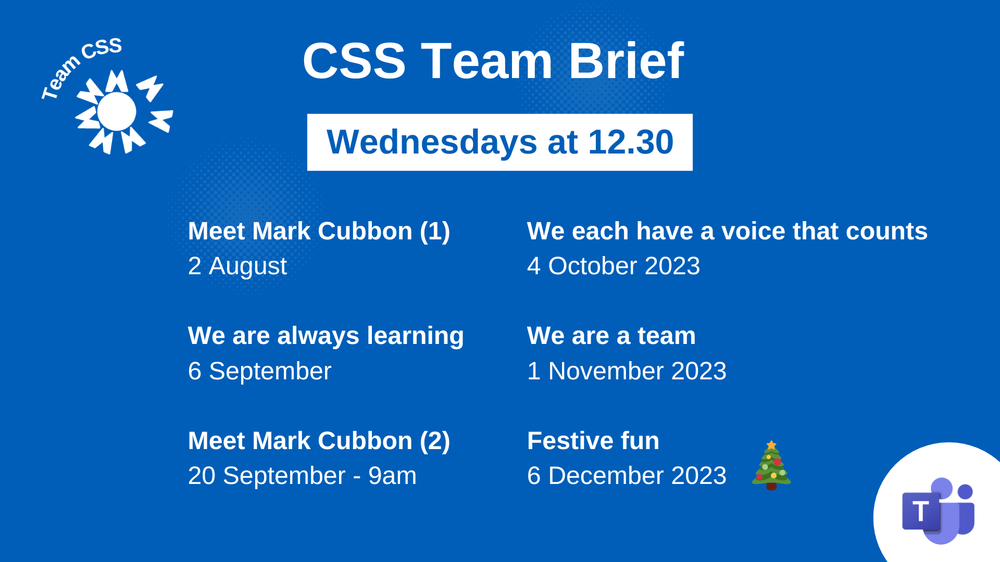 Team CSS
CSS Team Brief
Wednesdays at 12.30
Meet Mark Cubbon (1)
2 August
We are always learning
6 September
Meet Mark Cubbon (2)
20 September - 9am
We each have a voice that counts
4 October 2023
We are a team
1 November 2023
Festive fun
6 December 2023
T